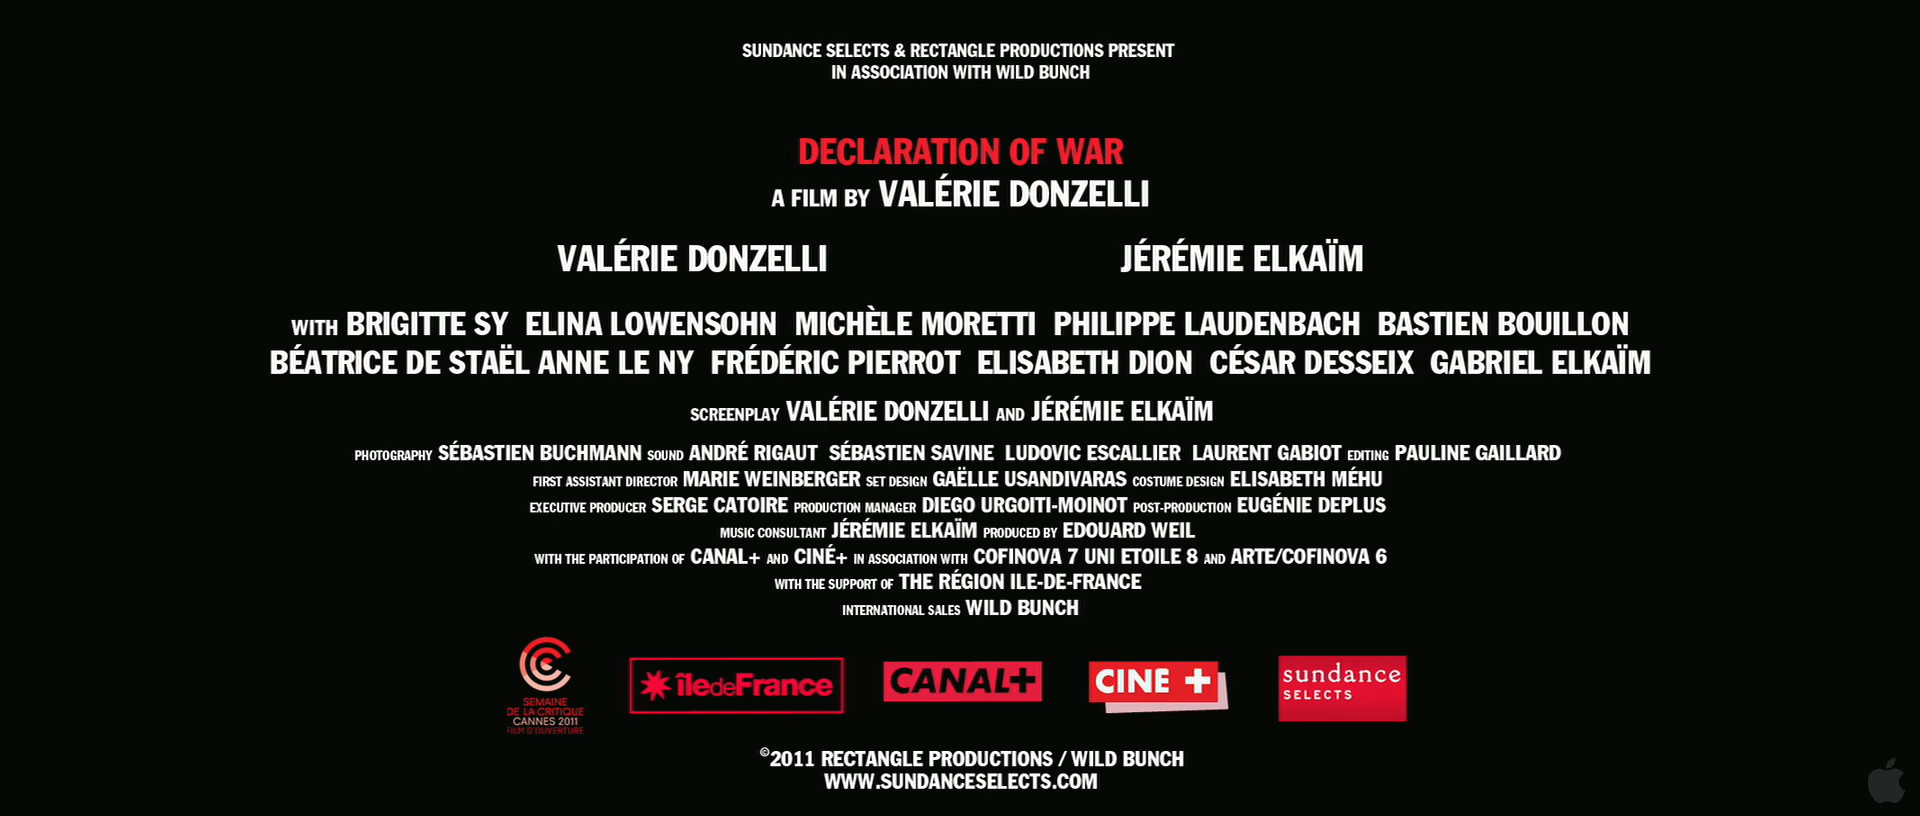 SUNDANCE SELECTS & RECTANGLE PRODUCTIONS PRESENT
IN ASSOCIATION WITH WILD BUNCH
DECLARATION OF WAR
A FILM BY VALÉRIE DONZELLI
VALÉRIE DONZELLI JÉRÉMIE ELKAÏM
WITH BRIGITTE SY ELINA LOWENSOHN MICHÈLE MORETTI PHILIPPE LAUDENBACH BASTIEN BOUILLON
BÉATRICE DE STAËL ANNE LE NY FRÉDÉRIC PIERROT ELISABETH DION CÉSAR DESSEIX GABRIEL ELKAÏM
SCREENPLAY VALÉRIE DONZELLI AND JÉRÉMIE ELKAÏM
PHOTOGRAPHY SÉBASTIEN BUCHMANN SOUND ANDRÉ RIGAUT SÉBASTIEN SAVINE LUDOVIC ESCALLIER LAURENT GABIOT EDITING PAULINE GAILLARD
FIRST ASSISTANT DIRECTOR MARIE WEINBERGER SET DESIGN GAËLLE USANDIVARAS COSTUME DESIGN ELISABETH MÉHU
EXECUTIVE PRODUCER SERGE CATOIRE PRODUCTION MANAGER DIEGO URGOITI-MOINOT POST-PRODUCTION EUGÉNIE DEPLUS
MUSIC CONSULTANT JÉRÉMIE ELKAÏM PRODUCED BY EDOUARD WEIL
WITH THE PARTICIPATION OF CANAL+ AND CINÉ+ IN ASSOCIATION WITH COFINOVA 7 UNI ETOILE 8 AND ARTE/COFINOVA 6
WITH THE SUPPORT OF THE RÉGION ILE-DE-FRANCE
INTERNATIONAL SALES WILD BUNCH
SEMAINE
DE LA CRITIQUE
CANNES 2011
FILM D'OUVERTURE
îledeFrance
CANAL+
CINE +
sundance
SELECTS
©2011 RECTANGLE PRODUCTIONS / WILD BUNCH
WWW.SUNDANCESELECTS.COM